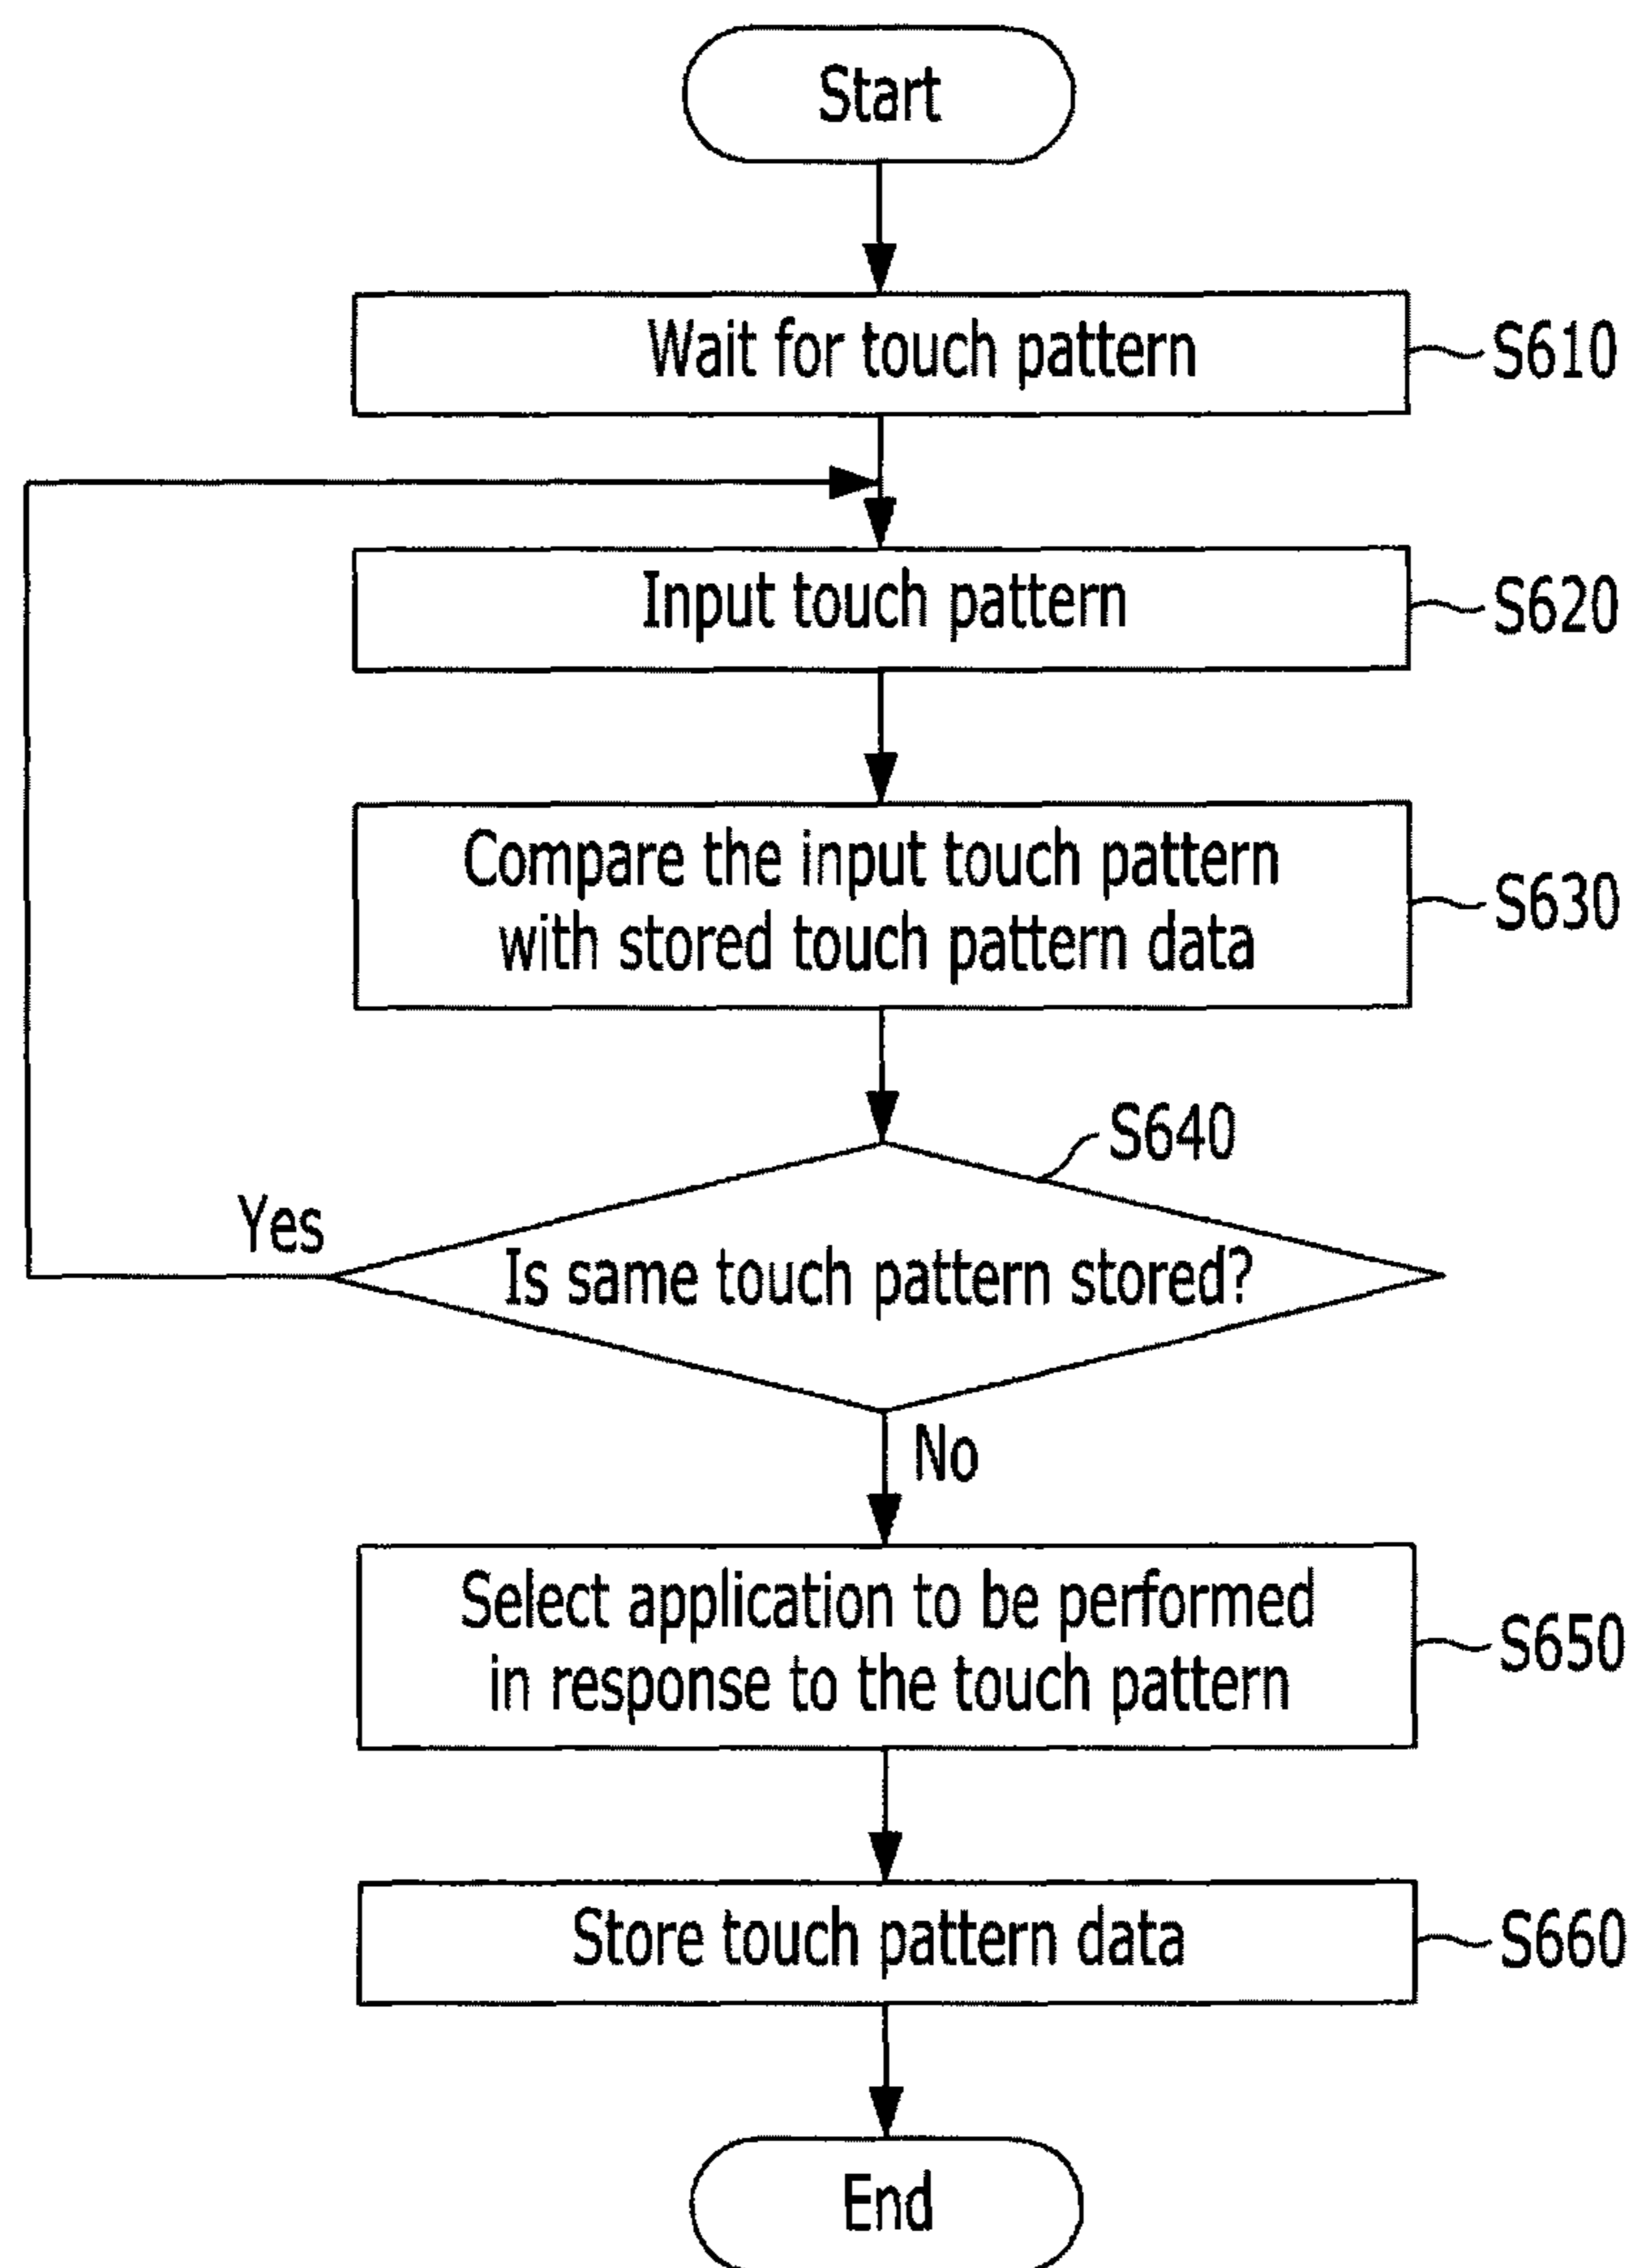 Start
Wait for touch pattern
S610
Input touch pattern
S620
Compare the input touch pattern
with stored touch pattern data
S630
S640
Yes
Is same touch pattern stored?
No
Select application to be performed
in response to the touch pattern
S650
Store touch pattern data
S660
End